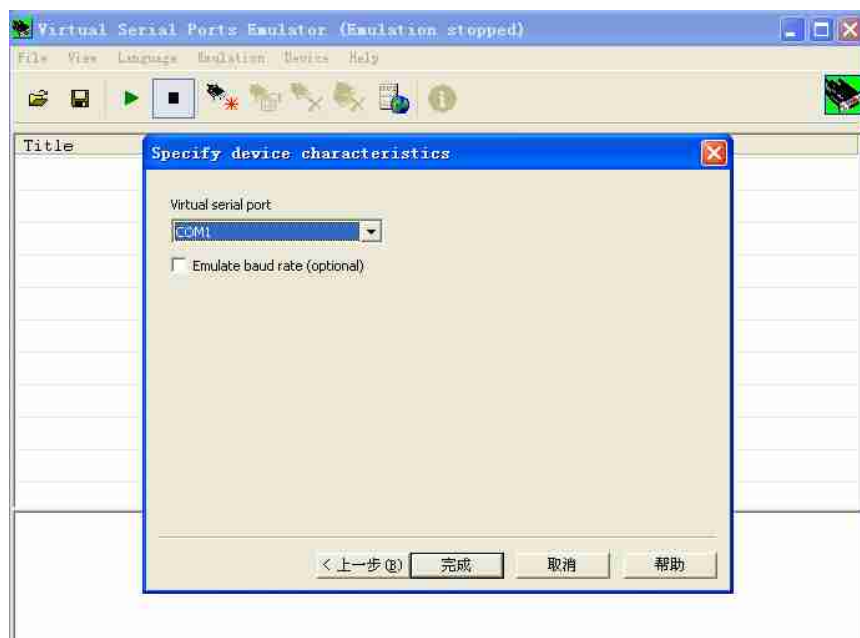 Virtual Serial Ports Emulator (Emulation stopped)
File View Language Emulation Device Help
Title
Specify device characteristics
Virtual serial port
COM1
Emulate baud rate (optional)
< 上一步(B) 完成 取消 帮助